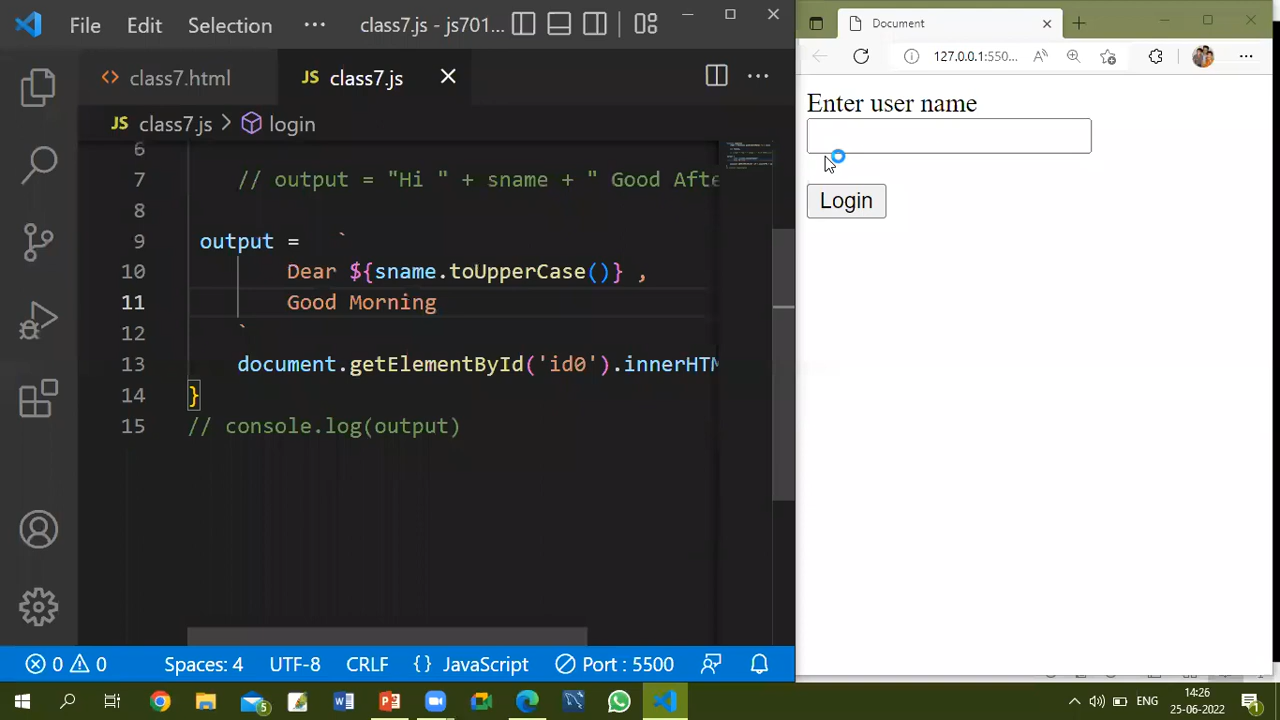 File Edit Selection ··· class7.js - js701...
class7.html JS class7.js
JS class7.js > login
6
7 // output = "Hi " + sname + " Good Afte
8
9 output = `
10 Dear ${sname.toUpperCase()} ,
11 Good Morning
12 `
13 document.getElementById('id0').innerHTM
14 }
15 // console.log(output)
0 0 Spaces: 4 UTF-8 CRLF {} JavaScript Port : 5500
Document
127.0.0.1:550...
Enter user name
Login
ENG 14:26
25-06-2022